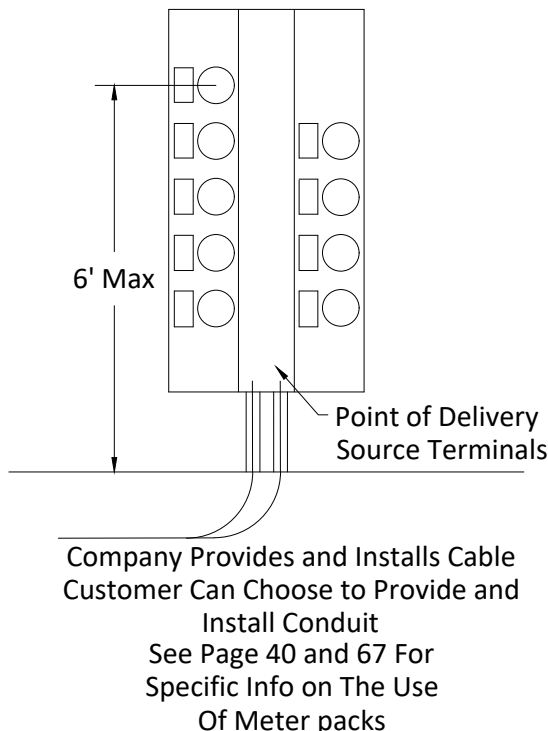 6' Max
Point of Delivery
Source Terminals
Company Provides and Installs Cable
Customer Can Choose to Provide and
Install Conduit
See Page 40 and 67 For
Specific Info on The Use
Of Meter packs